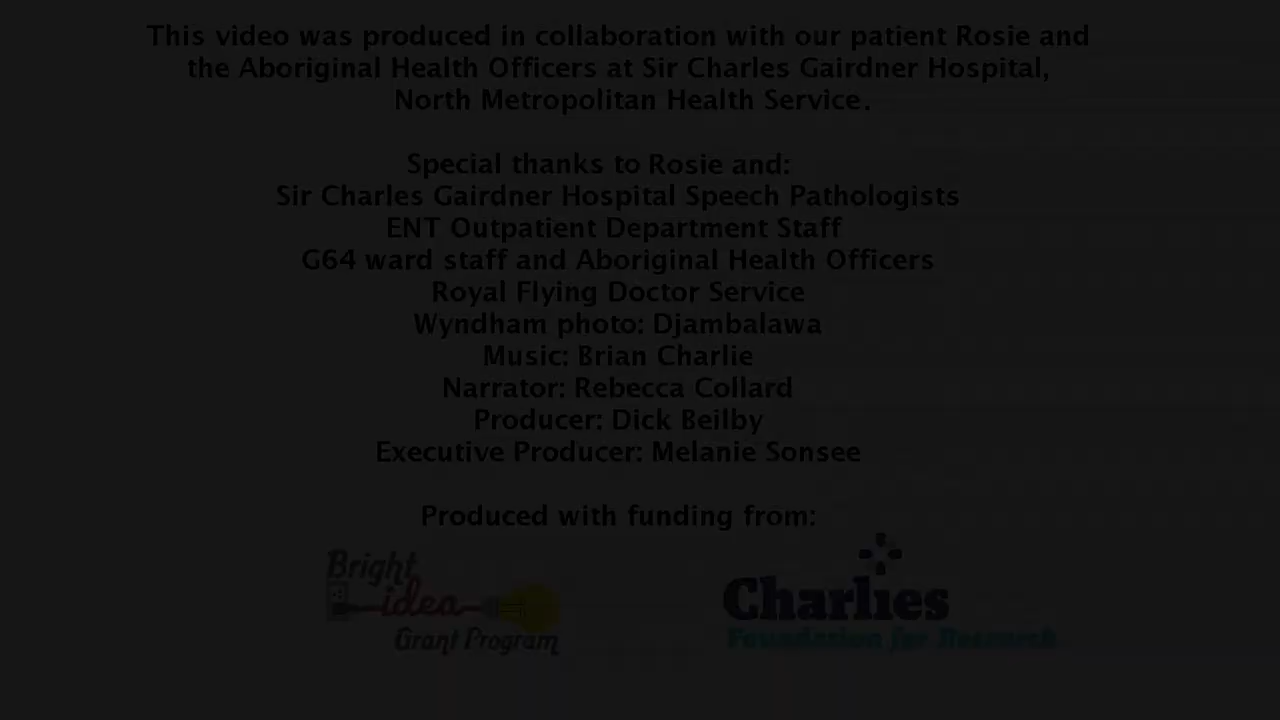 This video was produced in collaboration with our patient Rosie and
the Aboriginal Health Officers at Sir Charles Gairdner Hospital,
North Metropolitan Health Service.
Special thanks to Rosie and:
Sir Charles Gairdner Hospital Speech Pathologists
ENT Outpatient Department Staff
G64 ward staff and Aboriginal Health Officers
Royal Flying Doctor Service
Wyndham photo: Djambalawa
Music: Brian Charlie
Narrator: Rebecca Collard
Producer: Dick Beilby
Executive Producer: Melanie Sonsee
Produced with funding from:
Bright
idea
Grant Program
Charlies
Foundation for Research